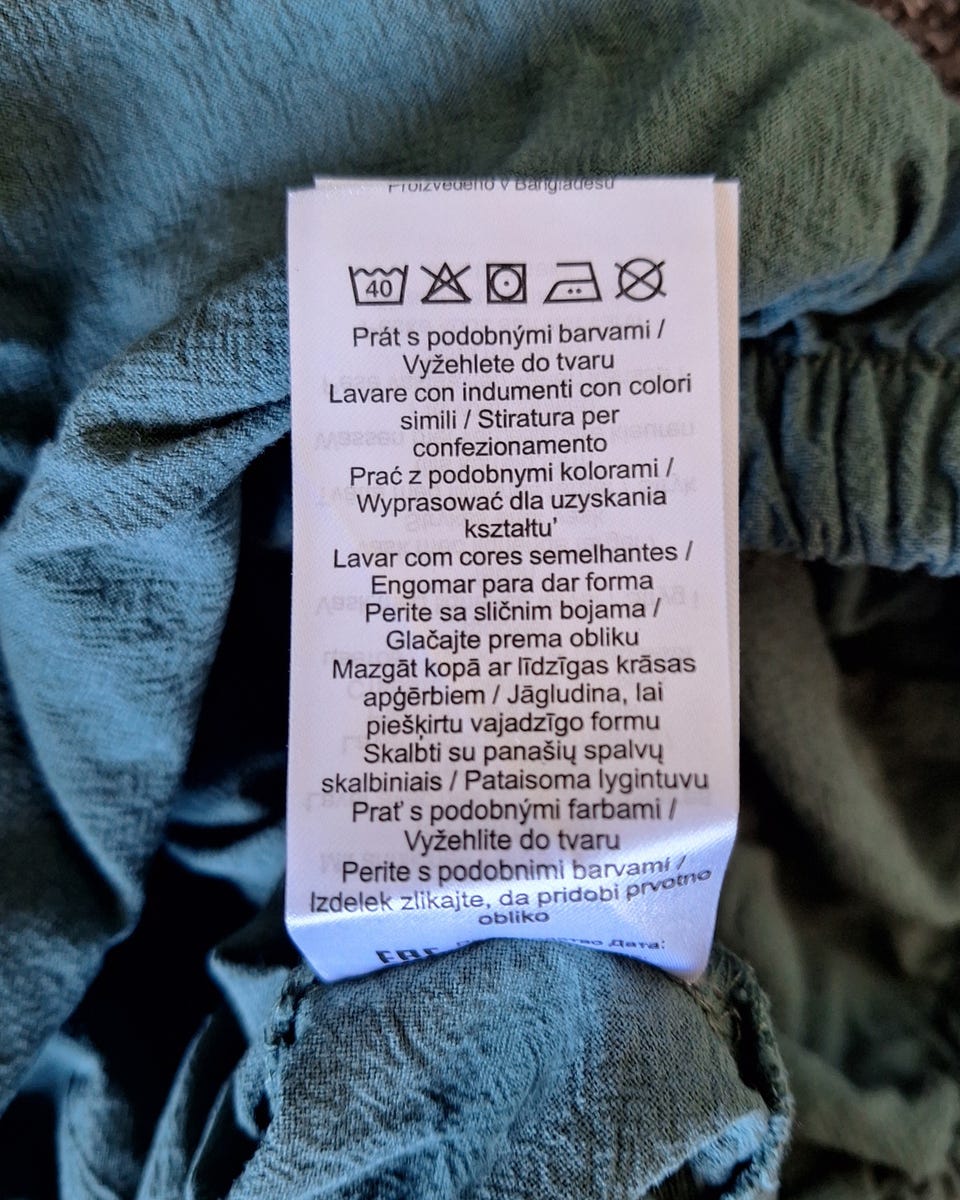 Proizvedeno v Bangladešu
40
Prát s podobnými barvami /
Vyžehlete do tvaru
Lavare con indumenti con colori
simili / Stiratura per
confezionamento
Prać z podobnymi kolorami /
Wyprasować dla uzyskania
kształtu’
Lavar com cores semelhantes /
Engomar para dar forma
Perite sa sličnim bojama /
Glačajte prema obliku
Mazgāt kopā ar līdzīgas krāsas
apģērbiem / Jāgludina, lai
piešķirtu vajadzīgo formu
Skalbti su panašių spalvų
skalbiniais / Pataisoma lygintuvu
Prať s podobnými farbami /
Vyžehlite do tvaru
Perite s podobnimi barvami /
Izdelek zlikajte, da pridobi prvotno
obliko
EAC Дата: